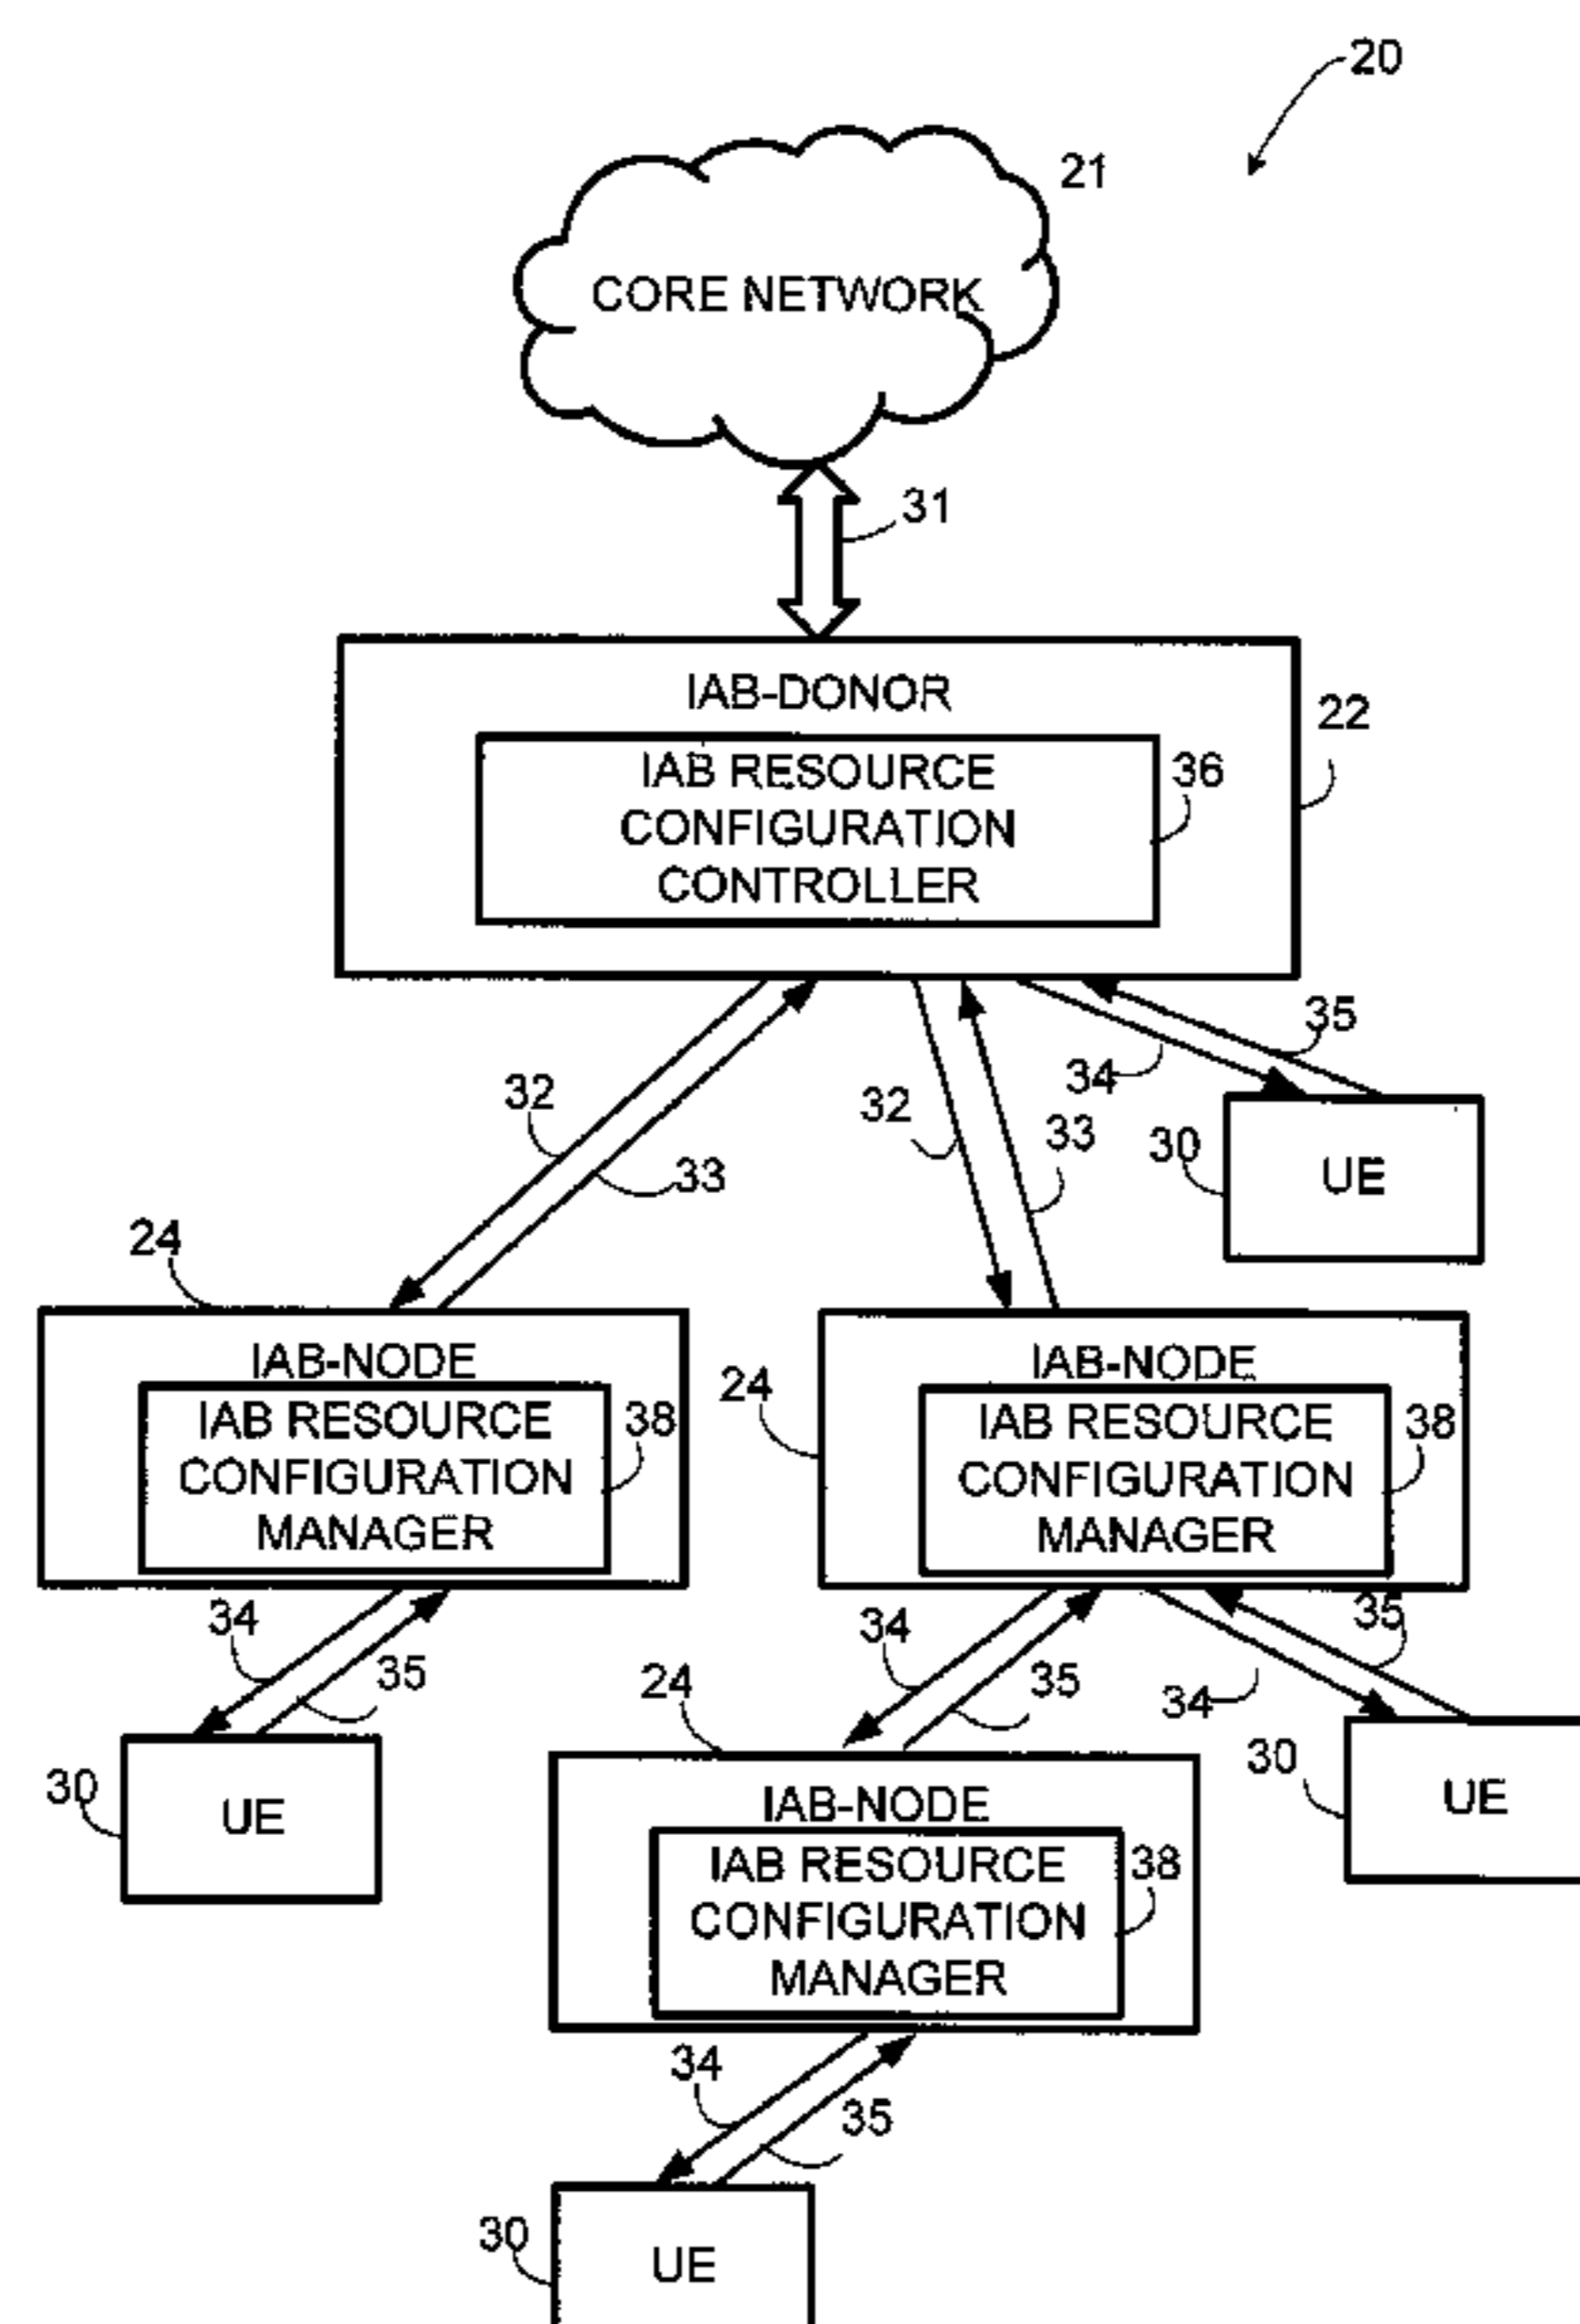 20
21
CORE NETWORK
31
IAB-DONOR
22
IAB RESOURCE
CONFIGURATION
CONTROLLER
36
35
34
32
32
33
33
30
UE
24
IAB-NODE
IAB RESOURCE
CONFIGURATION
MANAGER
38
24
IAB-NODE
IAB RESOURCE
CONFIGURATION
MANAGER
38
34
35
34
35
35
34
24
30
UE
IAB-NODE
IAB RESOURCE
CONFIGURATION
MANAGER
38
30
UE
34
35
30
UE